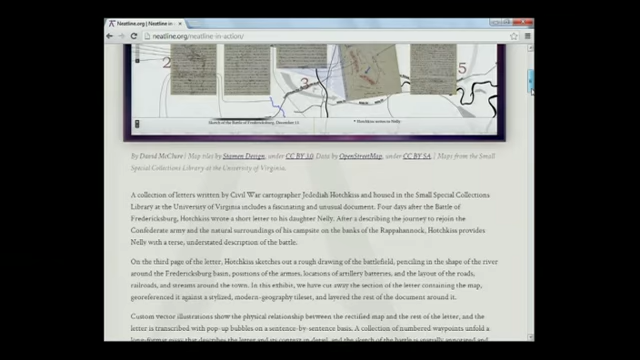 Neatline.org | Neatline in
neatline.org/neatline-in-action/
2
3
5
Sketch of the Battle of Fredericksburg, December 13
* Hotchkiss writes to Nelly
By David McClure | Map tiles by Stamen Design, under CC BY 3.0. Data by OpenStreetMap, under CC BY SA. | Maps from the Small
Special Collections Library at the University of Virginia.
A collection of letters written by Civil War cartographer Jedediah Hotchkiss and housed in the Small Special Collections
Library at the University of Virginia includes a fascinating and unusual document. Four days after the Battle of
Fredericksburg, Hotchkiss wrote a short letter to his daughter Nelly. After a describing the journey to rejoin the
Confederate army and the natural surroundings of his campsite on the banks of the Rappahannock, Hotchkiss provides
Nelly with a terse, understated description of the battle.
On the third page of the letter, Hotchkiss sketches out a rough drawing of the battlefield, penciling in the shape of the river
around the Fredericksburg basin, positions of the armies, locations of artillery batteries, and the layout of the roads,
railroads, and streams around the town. In this exhibit, we have cut away the section of the letter containing the map,
georeferenced it against a stylized, modern-geography tileset, and layered the rest of the document around it.
Custom vector illustrations show the physical relationship between the rectified map and the rest of the letter, and
the letter is transcribed with pop-up bubbles on a sentence-by-sentence basis. A collection of numbered waypoints unfold